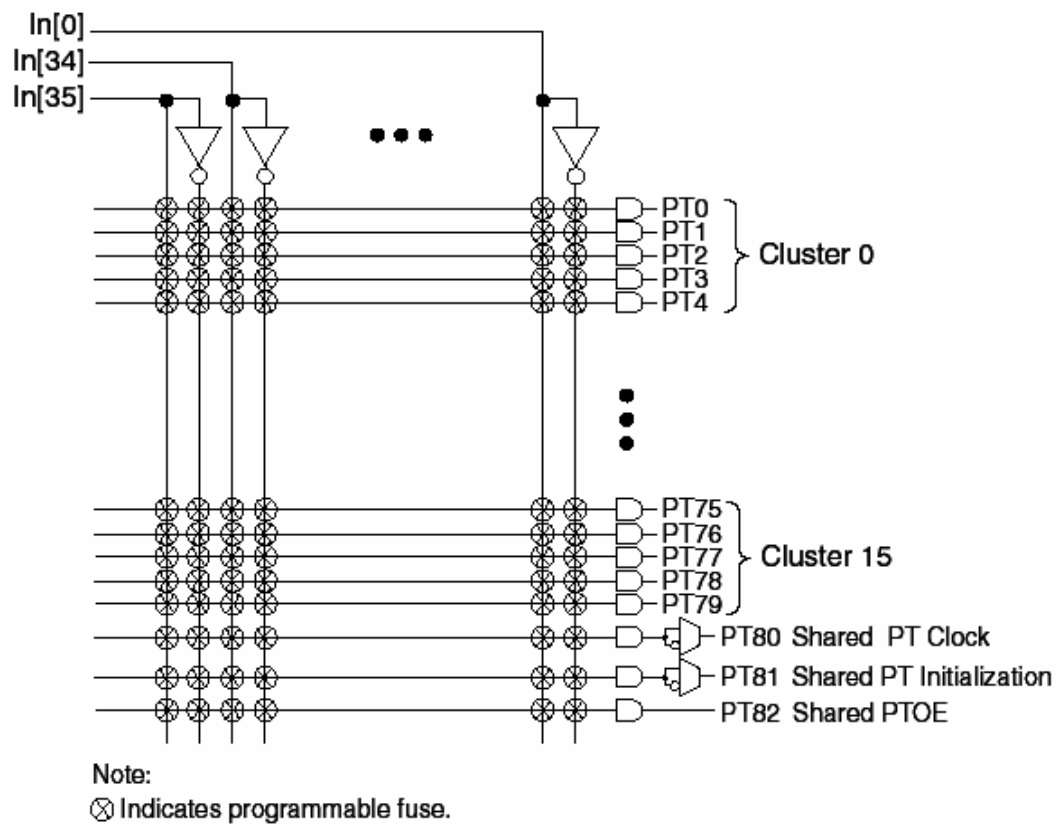 In[0]
In[34]
In[35]
PT0
PT1
PT2
PT3
PT4
Cluster 0
PT75
PT76
PT77
PT78
PT79
Cluster 15
PT80 Shared PT Clock
PT81 Shared PT Initialization
PT82 Shared PTOE
Note:
Indicates programmable fuse.